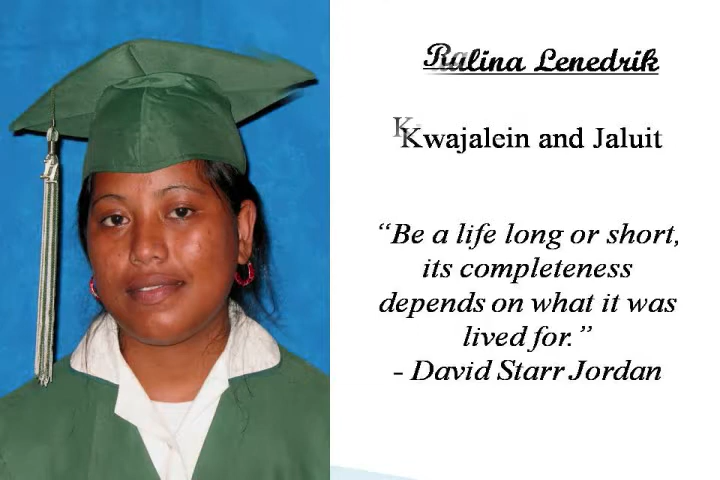 Ralina Lenedrik
Kwajalein and Jaluit
“Be a life long or short,
its completeness
depends on what it was
lived for.”
- David Starr Jordan